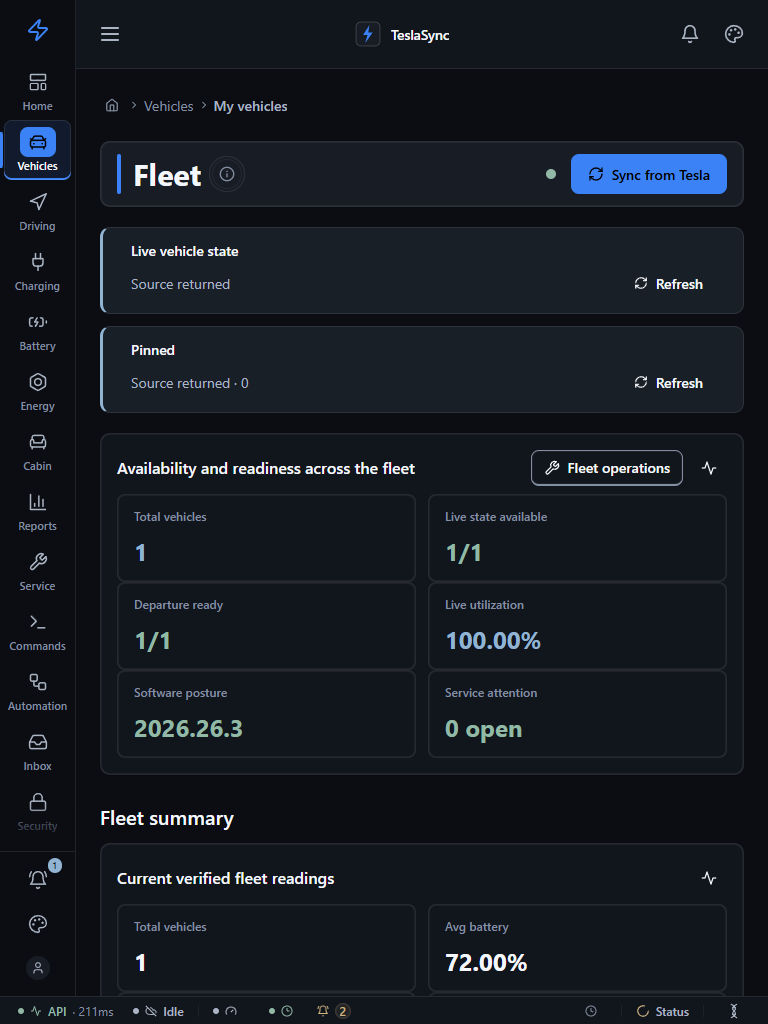 TeslaSync
Home
Vehicles
Driving
Charging
Battery
Energy
Cabin
Reports
Service
Commands
Automation
Inbox
Security
1
Vehicles
My vehicles
Fleet
Sync from Tesla
Live vehicle state
Source returned
Refresh
Pinned
Source returned · 0
Refresh
Availability and readiness across the fleet
Fleet operations
Total vehicles
1
Live state available
1/1
Departure ready
1/1
Live utilization
100.00%
Software posture
2026.26.3
Service attention
0 open
Fleet summary
Current verified fleet readings
Total vehicles
1
Avg battery
72.00%
API · 211ms
Idle
2
Status